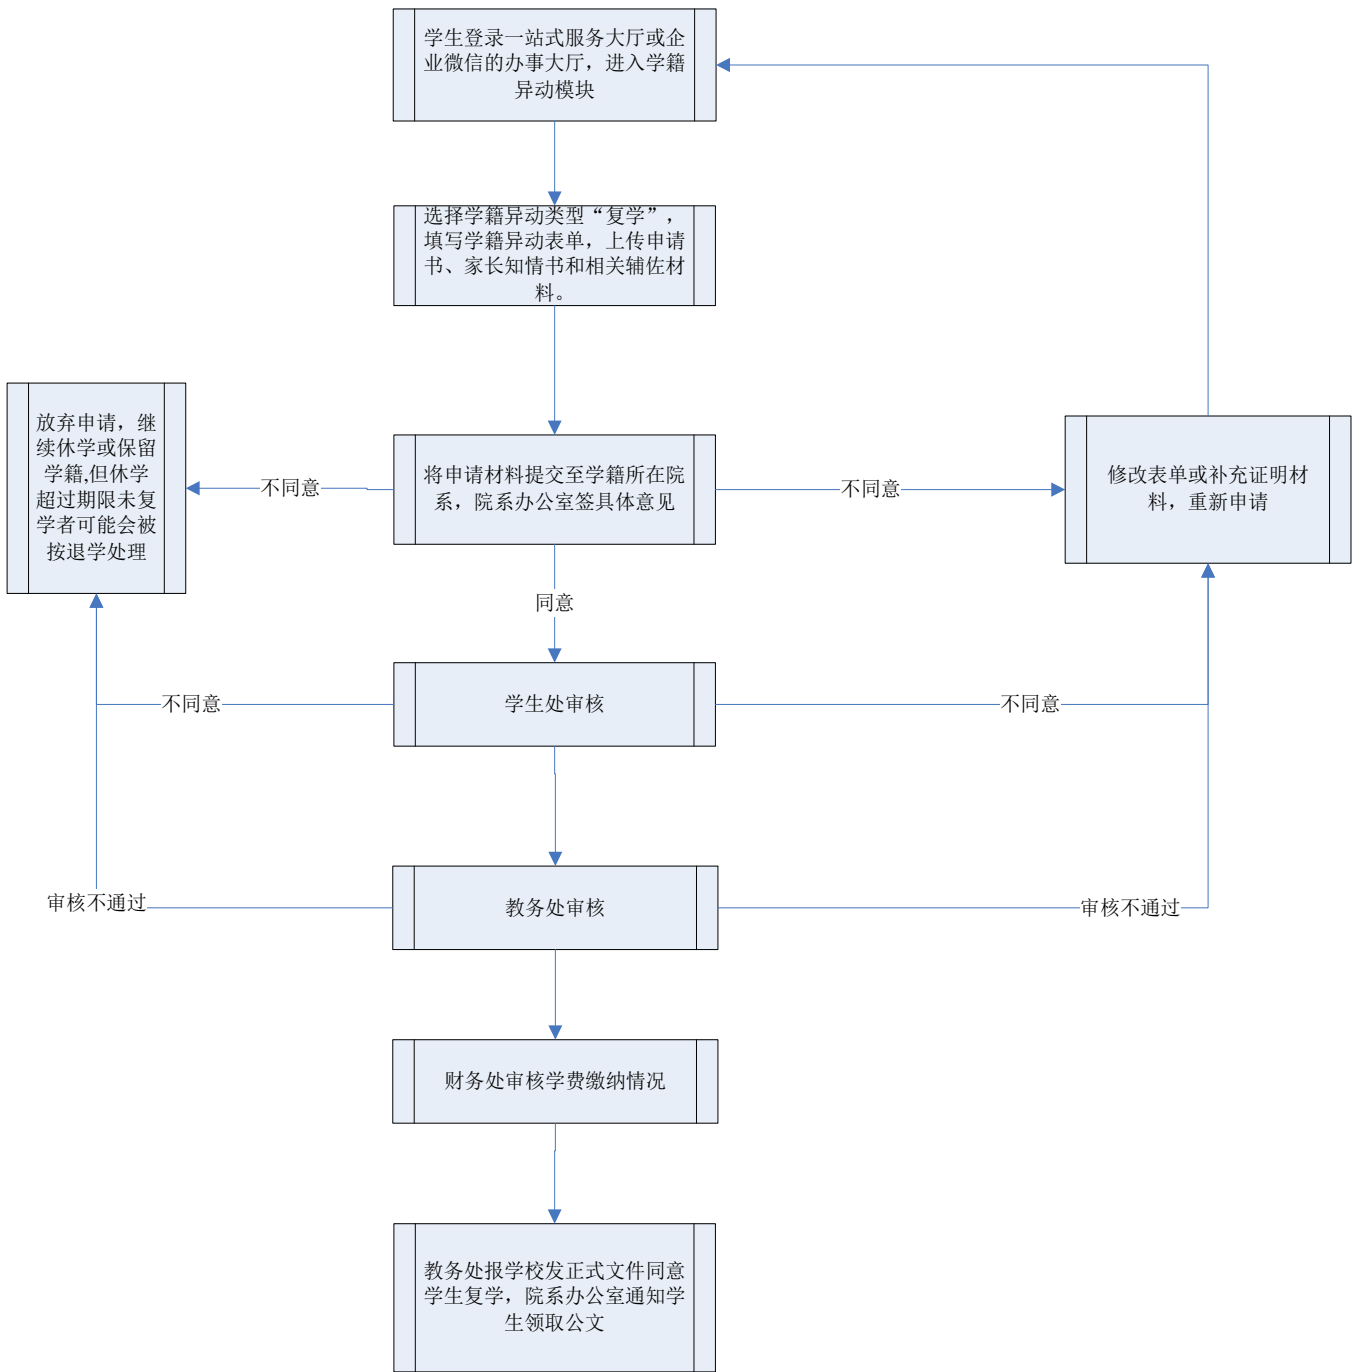 学生登录一站式服务大厅或企
业微信的办事大厅，进入学籍
异动模块
选择学籍异动类型“复学”，
填写学籍异动表单，上传申请
书、家长知情书和相关辅佐材
料。
放弃申请，继
续休学或保留
学籍,但休学
超过期限未复
学者可能会被
按退学处理
不同意
将申请材料提交至学籍所在院
系，院系办公室签具体意见
不同意
修改表单或补充证明材
料，重新申请
同意
不同意
学生处审核
不同意
审核不通过
教务处审核
审核不通过
财务处审核学费缴纳情况
教务处报学校发正式文件同意
学生复学，院系办公室通知学
生领取公文